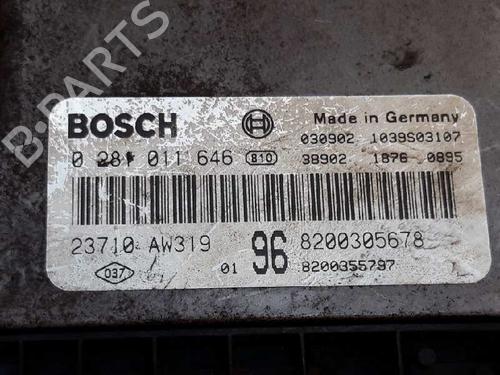 B-PARTS
BOSCH Made in Germany
030902 1039S03107
0 281 011 646 B10 38902 1876 0895
23710 AW319 96 8200305678
037 01 8200355797